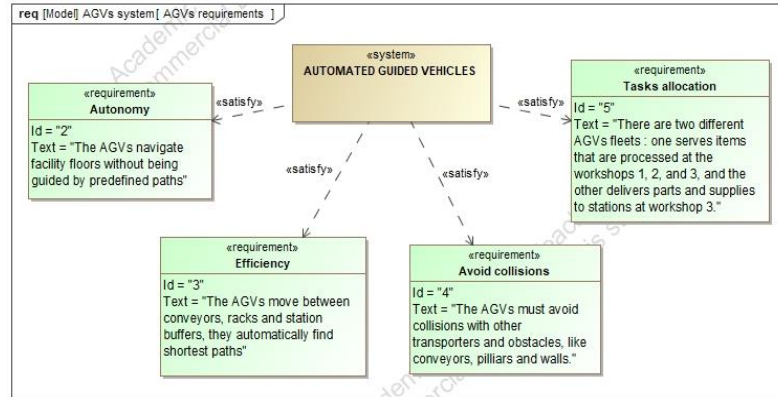 req [Model] AGVs system[ AGVs requirements ]
«system»
AUTOMATED GUIDED VEHICLES
«requirement»
Autonomy
Id = "2"
Text = "The AGVs navigate
facility floors without being
guided by predefined paths"
«satisfy»
«satisfy»
«requirement»
Tasks allocation
Id = "5"
Text = "There are two different
AGVs fleets : one serves items
that are processed at the
workshops 1, 2, and 3, and the
other delivers parts and supplies
to stations at workshop 3."
«satisfy»
«satisfy»
«requirement»
Efficiency
Id = "3"
Text = "The AGVs move between
conveyors, racks and station
buffers, they automatically find
shortest paths"
«requirement»
Avoid collisions
Id = "4"
Text = "The AGVs must avoid
collisions with other
transporters and obstacles, like
conveyors, pilliars and walls."